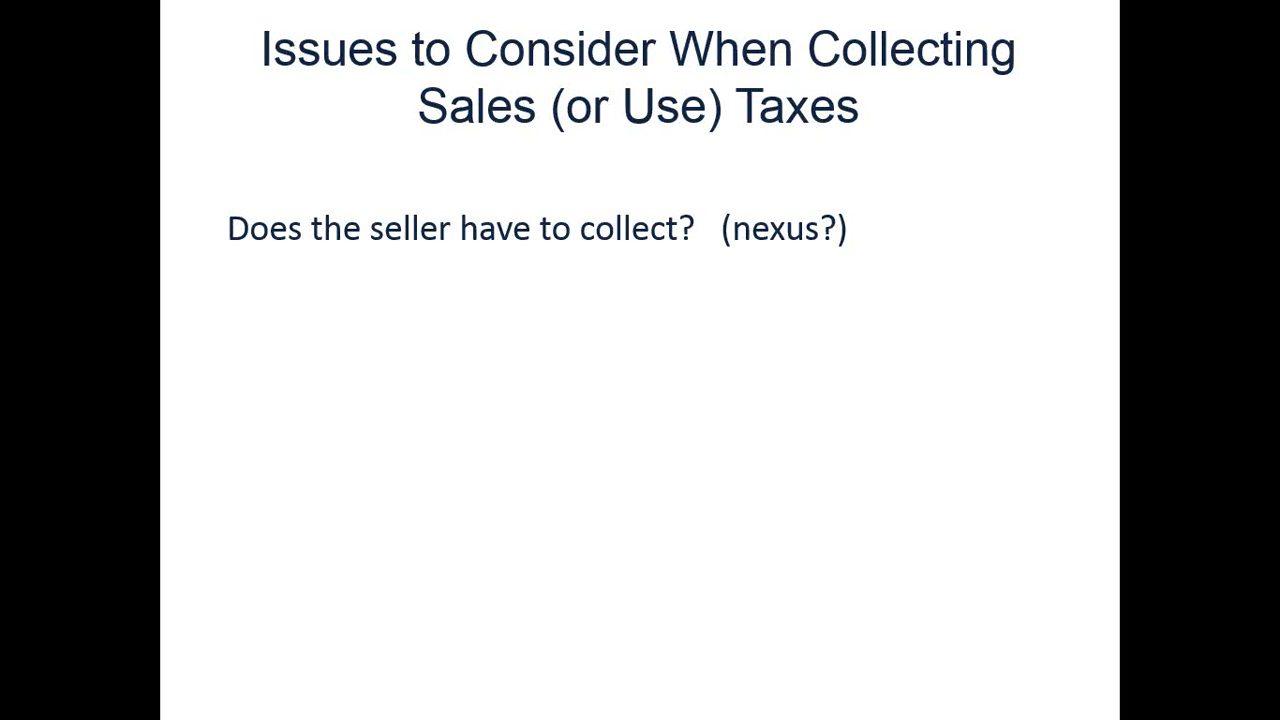 Issues to Consider When Collecting
Sales (or Use) Taxes
Does the seller have to collect? (nexus?)